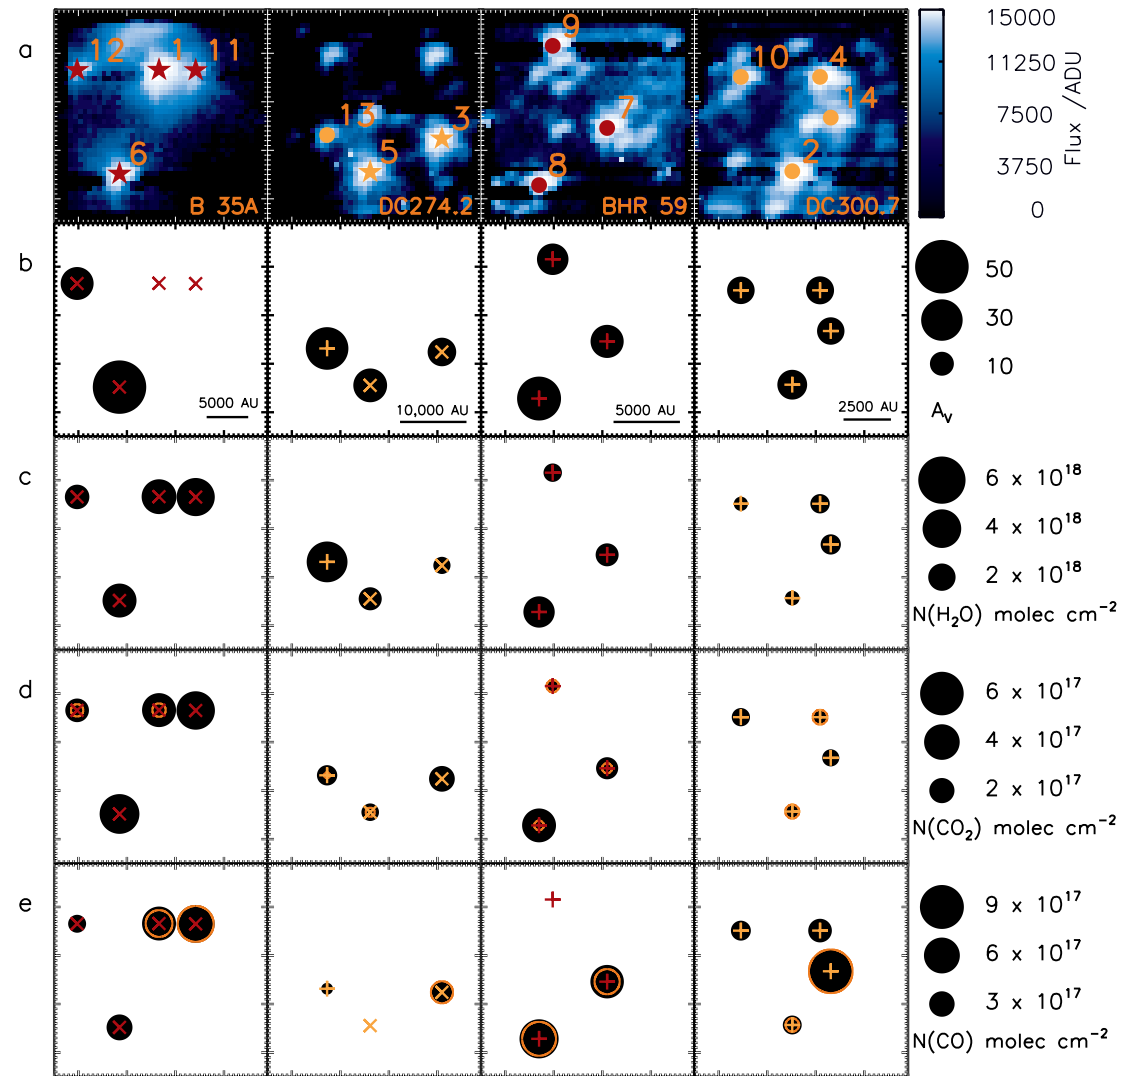 a
12 1 11
6
B 35A
13 3
5
DC274.2
9
7
8
BHR 59
10 4
14
2
DC300.7
15000
11250
7500
3750
0
Flux /ADU
b
5000 AU
10,000 AU
5000 AU
2500 AU
50
30
10
Av
c
6 x 10^18
4 x 10^18
2 x 10^18
N(H2O) molec cm−2
d
6 x 10^17
4 x 10^17
2 x 10^17
N(CO2) molec cm−2
e
9 x 10^17
6 x 10^17
3 x 10^17
N(CO) molec cm−2